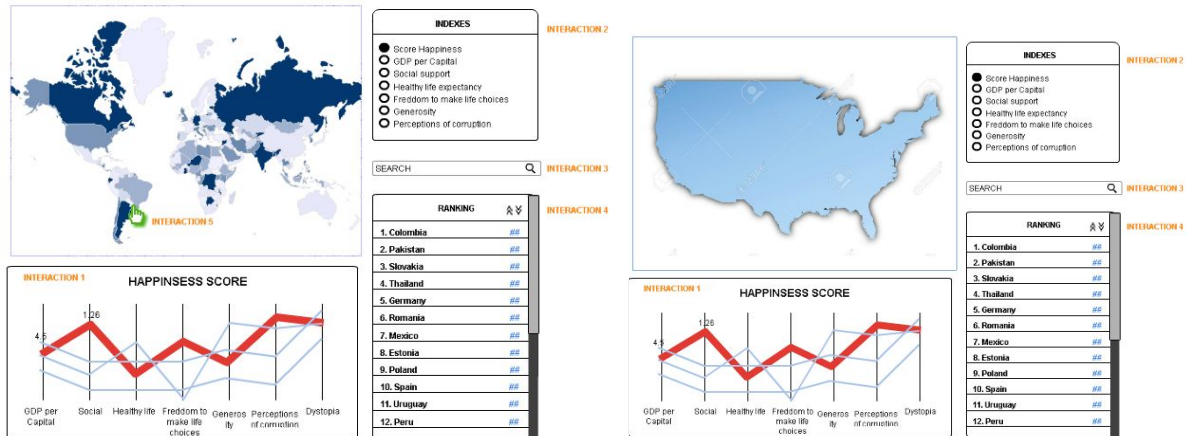 INDEXES
INTERACTION 2
Score Happiness
GDP per Capital
Social support
Healthy life expectancy
Freddom to make life choices
Generosity
Perceptions of corruption
SEARCH
INTERACTION 3
RANKING
INTERACTION 4
1. Colombia ##
2. Pakistan ##
3. Slovakia ##
4. Thailand ##
5. Germany ##
6. Romania ##
7. Mexico ##
8. Estonia ##
9. Poland ##
10. Spain ##
11. Uruguay ##
12. Peru ##
INTERACTION 5
INTERACTION 1
HAPPINSESS SCORE
4,5
1,26
GDP per
Capital
Social
Healthy life
Freddom to
make life
choices
Generos
ity
Perceptions
of corruption
Dystopia
INDEXES
INTERACTION 2
Score Happiness
GDP per Capital
Social support
Healthy life expectancy
Freddom to make life choices
Generosity
Perceptions of corruption
SEARCH
INTERACTION 3
RANKING
INTERACTION 4
1. Colombia ##
2. Pakistan ##
3. Slovakia ##
4. Thailand ##
5. Germany ##
6. Romania ##
7. Mexico ##
8. Estonia ##
9. Poland ##
10. Spain ##
11. Uruguay ##
12. Peru ##
INTERACTION 1
HAPPINSESS SCORE
4,5
1,26
GDP per
Capital
Social
Healthy life
Freddom to
make life
choices
Generos
ity
Perceptions
of corruption
Dystopia